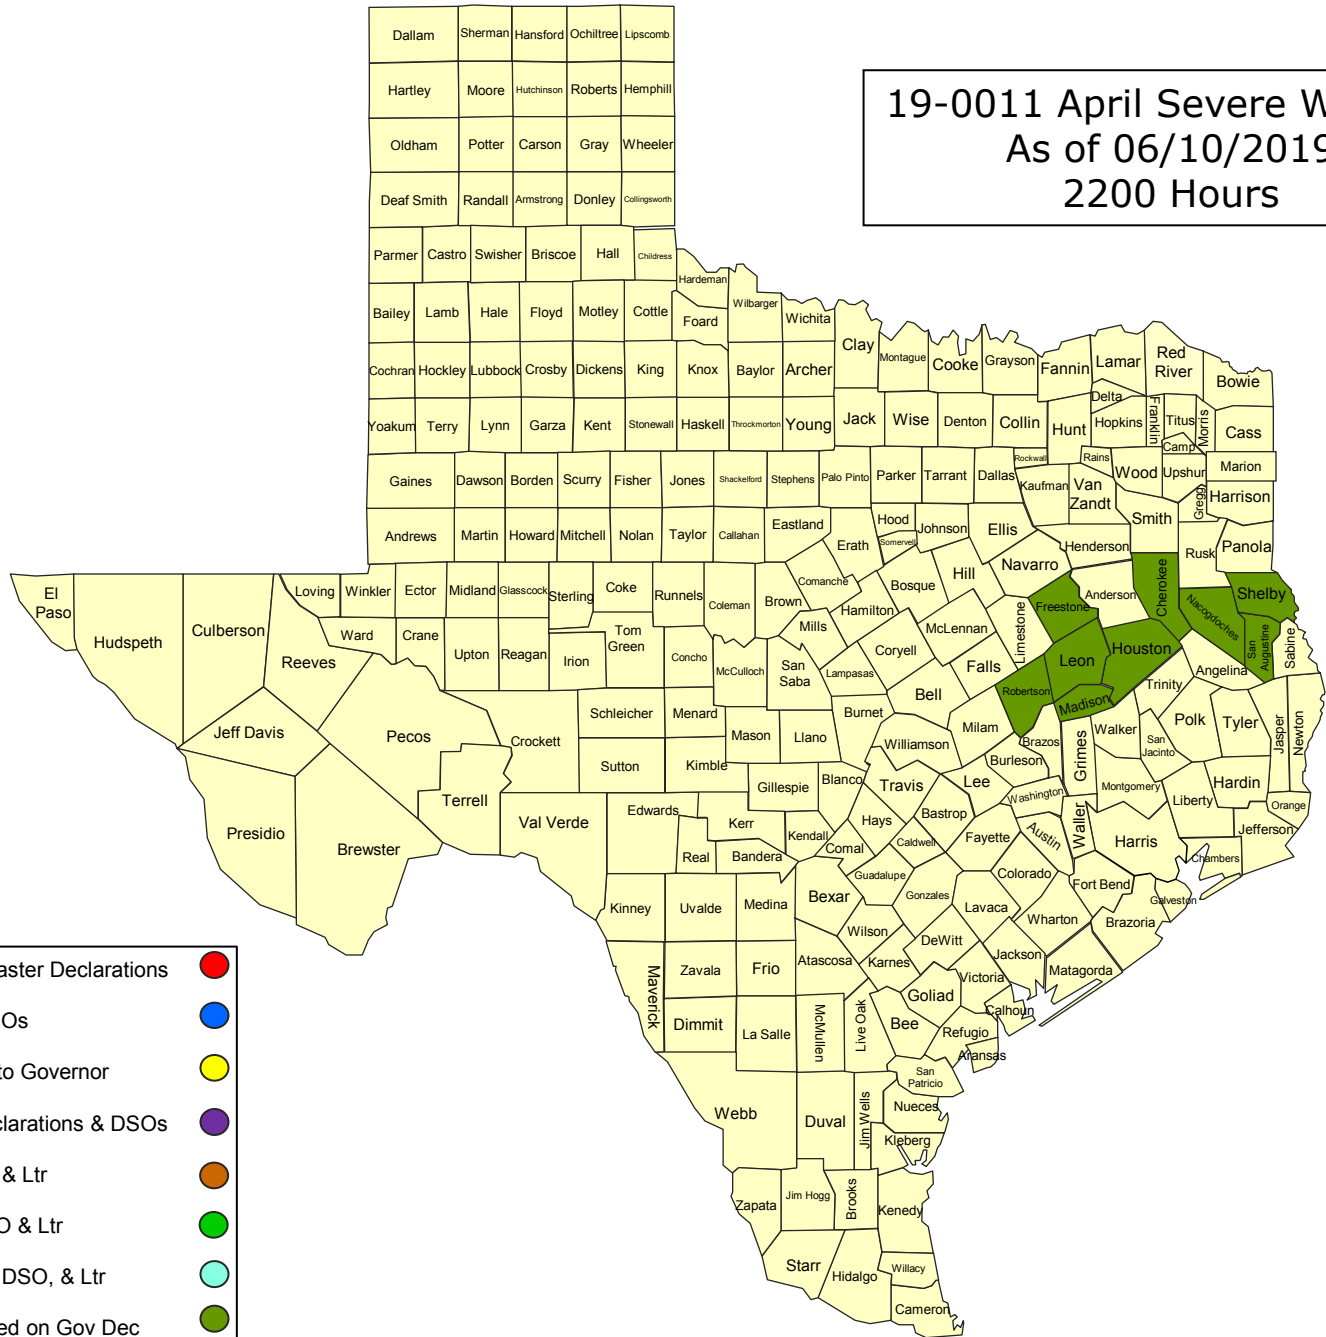 19-0011 April Severe W
As of 06/10/2019
2200 Hours
Dallam Sherman Hansford Ochiltree Lipscomb
Hartley Moore Hutchinson Roberts Hemphill
Oldham Potter Carson Gray Wheeler
Deaf Smith Randall Armstrong Donley Collingsworth
Parmer Castro Swisher Briscoe Hall Childress
Hardeman
Bailey Lamb Hale Floyd Motley Cottle Foard Wilbarger Wichita Clay
Montague Cooke Grayson Fannin Lamar Red River Bowie
Cochran Hockley Lubbock Crosby Dickens King Knox Baylor Archer
Delta
Yoakum Terry Lynn Garza Kent Stonewall Haskell Throckmorton Young Jack Wise Denton Collin Hunt Hopkins Franklin Titus Morris Cass
Camp
Rockwall Rains
Gaines Dawson Borden Scurry Fisher Jones Shackelford Stephens Palo Pinto Parker Tarrant Dallas Kaufman Van Zandt Wood Upshur Marion
Gregg Harrison
Andrews Martin Howard Mitchell Nolan Taylor Callahan Eastland Erath Hood Somervell Johnson Ellis Henderson Smith Rusk Panola
El Paso Hudspeth Culberson Loving Winkler Ector Midland Glasscock Sterling Coke Runnels Coleman Brown Comanche Hamilton Bosque Hill Navarro Freestone Anderson Cherokee Nacogdoches Shelby
Reeves Ward Crane Upton Reagan Irion Tom Green Concho McCulloch San Saba Mills Lampasas Coryell McLennan Limestone Falls Leon Houston Angelina San Augustine Sabine
Jeff Davis Pecos Crockett Schleicher Menard Mason Llano Burnet Bell Milam Robertson Madison Trinity
Walker San Jacinto Polk Tyler Jasper Newton
Presidio Brewster Terrell Val Verde Sutton Kimble Gillespie Blanco Williamson Travis Lee Burleson Brazos Grimes
Washington Montgomery Liberty Hardin Orange
Edwards Kerr Kendall Hays Bastrop
Real Bandera Comal Caldwell Fayette Austin Waller Harris Jefferson Chambers
Kinney Uvalde Medina Bexar Guadalupe Gonzales Lavaca Colorado Fort Bend Galveston
Wilson Wharton Brazoria
Maverick Zavala Frio Atascosa Karnes DeWitt Jackson Matagorda
Victoria
Dimmit La Salle McMullen Live Oak Bee Goliad Calhoun
Refugio
Aransas
San Patricio
Webb Duval Jim Wells Nueces
Kleberg
Zapata Jim Hogg Brooks Kenedy
Starr Hidalgo Willacy
Cameron
aster Declarations
Os
to Governor
clarations & DSOs
& Ltr
O & Ltr
DSO, & Ltr
ed on Gov Dec